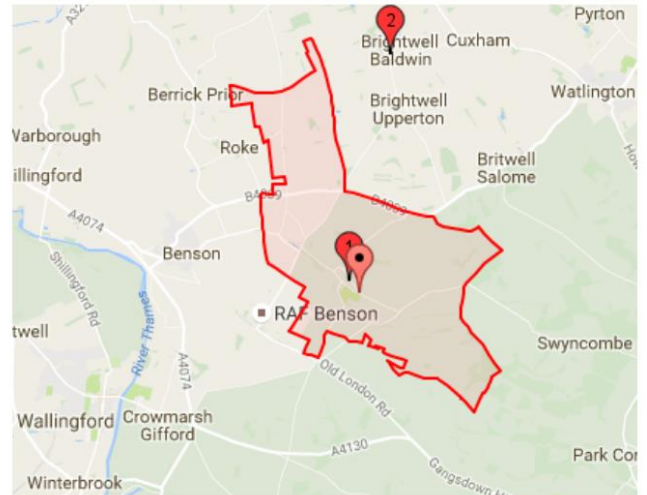 A32
Pyrton
2
Brightwell
Baldwin
Cuxham
Berrick Prior
Watlington
Brightwell
Upperton
Warborough
Roke
Britwell
Salome
illingford
B4009
B4009
A4074
Benson
1
Shillingford Rd
RAF Benson
twell
River Thames
A4074
Swyncombe
Old London Rd
Wallingford
Crowmarsh
Gifford
A4130
Park Cor
Gangsdown H
Winterbrook